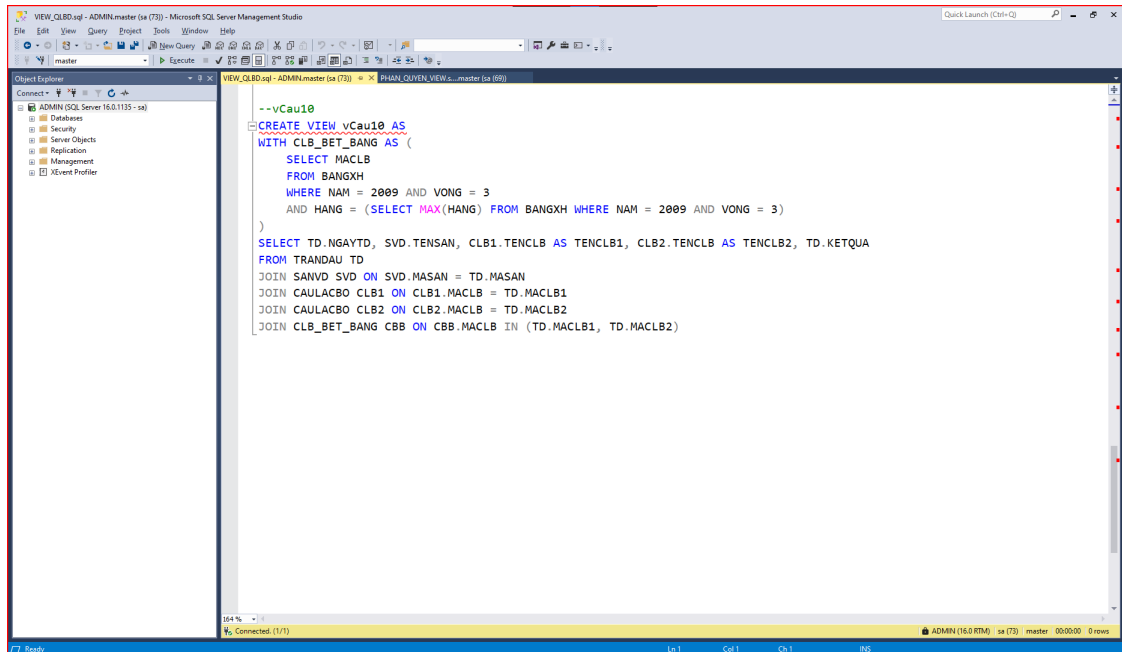 VIEW_QLBD.sql - ADMIN.master (sa (73)) - Microsoft SQL Server Management Studio
Quick Launch (Ctrl+Q)
File Edit View Query Project Tools Window Help
New Query
master
Execute
Object Explorer
VIEW_QLBD.sql - ADMIN.master (sa (73))
PHAN_QUYEN_VIEW.s....master (sa (69))
Connect
ADMIN (SQL Server 16.0.1135 - sa)
Databases
Security
Server Objects
Replication
Management
XEvent Profiler
--vCau10
CREATE VIEW vCau10 AS
WITH CLB_BET_BANG AS (
SELECT MACLB
FROM BANGXH
WHERE NAM = 2009 AND VONG = 3
AND HANG = (SELECT MAX(HANG) FROM BANGXH WHERE NAM = 2009 AND VONG = 3)
)
SELECT TD.NGAYTD, SVD.TENSAN, CLB1.TENCLB AS TENCLB1, CLB2.TENCLB AS TENCLB2, TD.KETQUA
FROM TRANDAU TD
JOIN SANVD SVD ON SVD.MASAN = TD.MASAN
JOIN CAULACBO CLB1 ON CLB1.MACLB = TD.MACLB1
JOIN CAULACBO CLB2 ON CLB2.MACLB = TD.MACLB2
JOIN CLB_BET_BANG CBB ON CBB.MACLB IN (TD.MACLB1, TD.MACLB2)
164 %
Connected. (1/1)
ADMIN (16.0 RTM) sa (73) master 00:00:00 0 rows
Ready
Ln 1 Col 1 Ch 1 INS